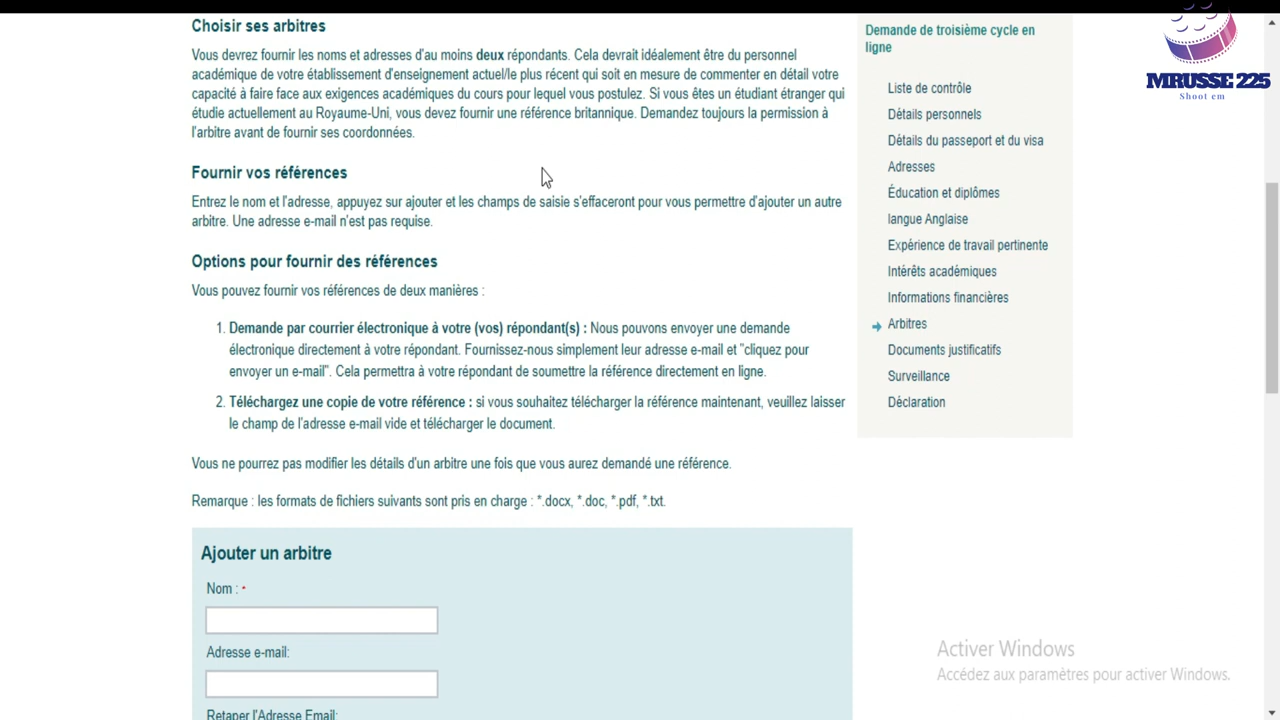 Choisir ses arbitres
Vous devrez fournir les noms et adresses d'au moins deux répondants. Cela devrait idéalement être du personnel
académique de votre établissement d'enseignement actuel/le plus récent qui soit en mesure de commenter en détail votre
capacité à faire face aux exigences académiques du cours pour lequel vous postulez. Si vous êtes un étudiant étranger qui
étudie actuellement au Royaume-Uni, vous devez fournir une référence britannique. Demandez toujours la permission à
l'arbitre avant de fournir ses coordonnées.
Fournir vos références
Entrez le nom et l'adresse, appuyez sur ajouter et les champs de saisie s'effaceront pour vous permettre d'ajouter un autre
arbitre. Une adresse e-mail n'est pas requise.
Options pour fournir des références
Vous pouvez fournir vos références de deux manières :
1. Demande par courrier électronique à votre (vos) répondant(s) : Nous pouvons envoyer une demande
électronique directement à votre répondant. Fournissez-nous simplement leur adresse e-mail et "cliquez pour
envoyer un e-mail". Cela permettra à votre répondant de soumettre la référence directement en ligne.
2. Téléchargez une copie de votre référence : si vous souhaitez télécharger la référence maintenant, veuillez laisser
le champ de l'adresse e-mail vide et télécharger le document.
Vous ne pourrez pas modifier les détails d'un arbitre une fois que vous aurez demandé une référence.
Remarque : les formats de fichiers suivants sont pris en charge : *.docx, *.doc, *.pdf, *.txt.
Ajouter un arbitre
Nom : •
Adresse e-mail:
Retaper l'Adresse Email:
Demande de troisième cycle en
ligne
Liste de contrôle
Détails personnels
Détails du passeport et du visa
Adresses
Éducation et diplômes
langue Anglaise
Expérience de travail pertinente
Intérêts académiques
Informations financières
Arbitres
Documents justificatifs
Surveillance
Déclaration
MRUSSE 225
Shoot em
Activer Windows
Accédez aux paramètres pour activer Windows.